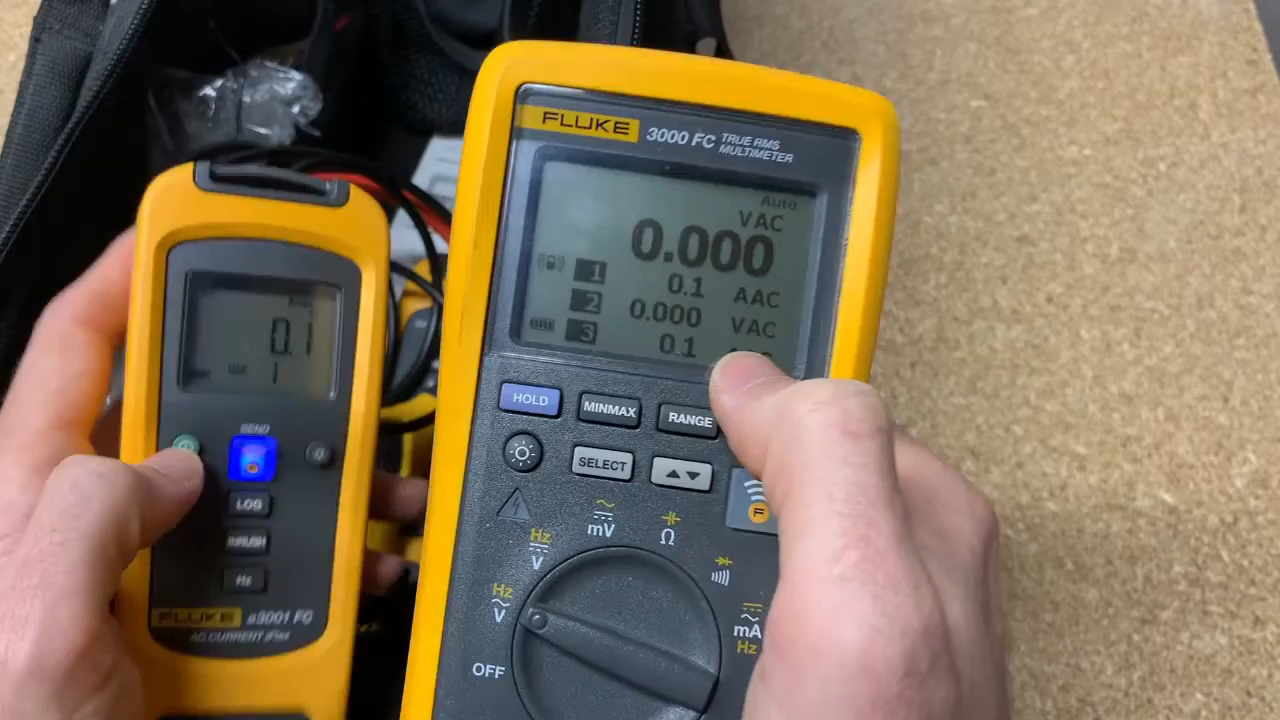 FLUKE 3000 FC TRUE RMS MULTIMETER
Auto
VAC
0.000
1 0.1 AAC
2 0.000 VAC
3 0.1
HOLD MINMAX RANGE
SELECT
F
mV
Hz
V
Ω
Hz
V
mA
Hz
OFF
0.1
1
SEND
LOG
INRUSH
Hz
FLUKE a3001 FC
AC CURRENT iFlex